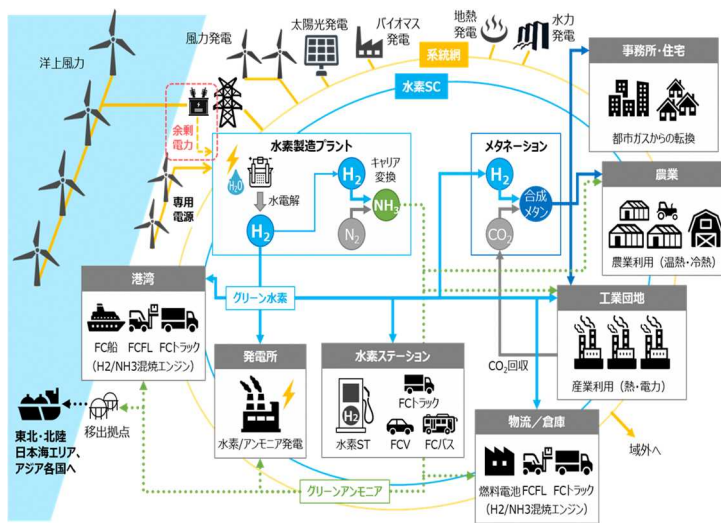 洋上風力
風力発電
太陽光発電
バイオマス
発電
地熱
発電
水力
発電
系統網
水素SC
余剰
電力
専用
電源
水素製造プラント
H₂O
水電解
H₂
H₂
キャリア
変換
N₂
NH₃
メタネーション
H₂
CO₂
合成
メタン
事務所・住宅
都市ガスからの転換
農業
農業利用（温熱・冷熱）
港湾
FC船
FCFL
FCトラック
（H2/NH3混焼エンジン）
グリーン水素
発電所
水素/アンモニア発電
水素ステーション
H₂
水素ST
FCトラック
FCV
FCバス
CO₂回収
工業団地
産業利用（熱・電力）
物流／倉庫
燃料電池
FCFL
FCトラック
（H2/NH3混焼エンジン）
域外へ
移出拠点
東北・北陸
日本海エリア、
アジア各国へ
グリーンアンモニア